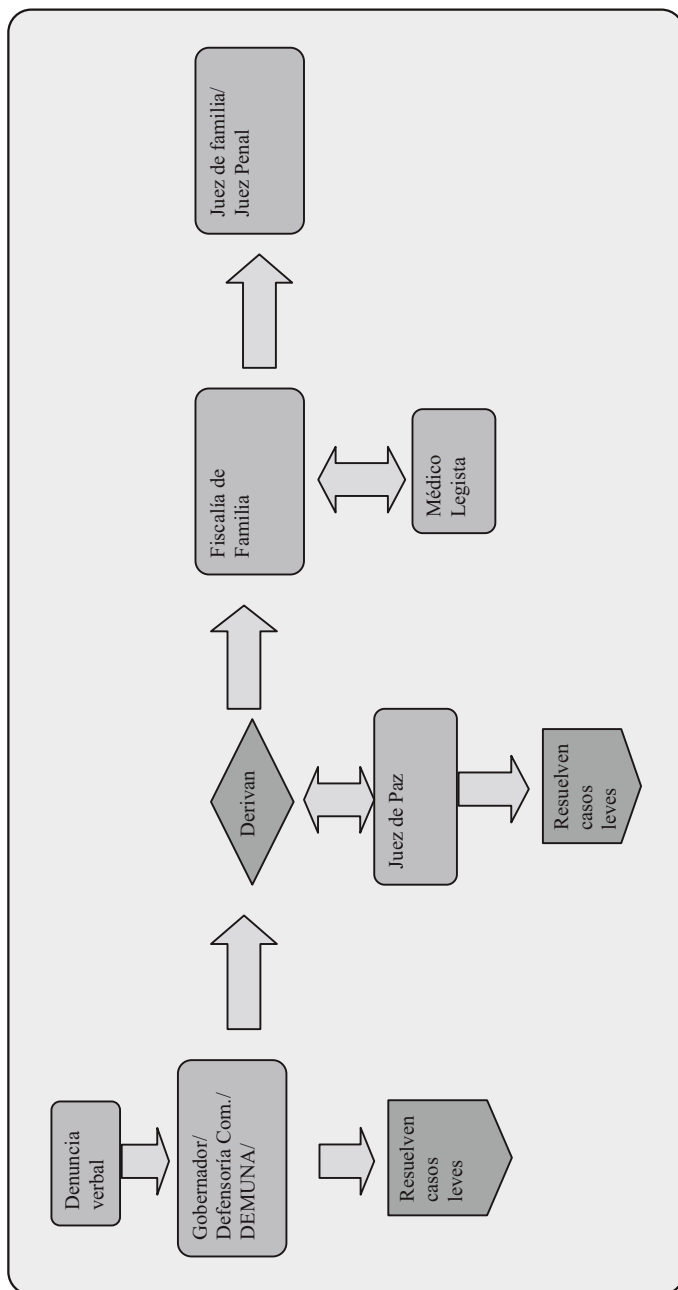 Denuncia
verbal
Gobernador/
Defensoría Com./
DEMUNA/
Resuelven
casos
leves
Derivan
Juez de Paz
Resuelven
casos
leves
Fiscalía de
Familia
Médico
Legista
Juez de familia/
Juez Penal